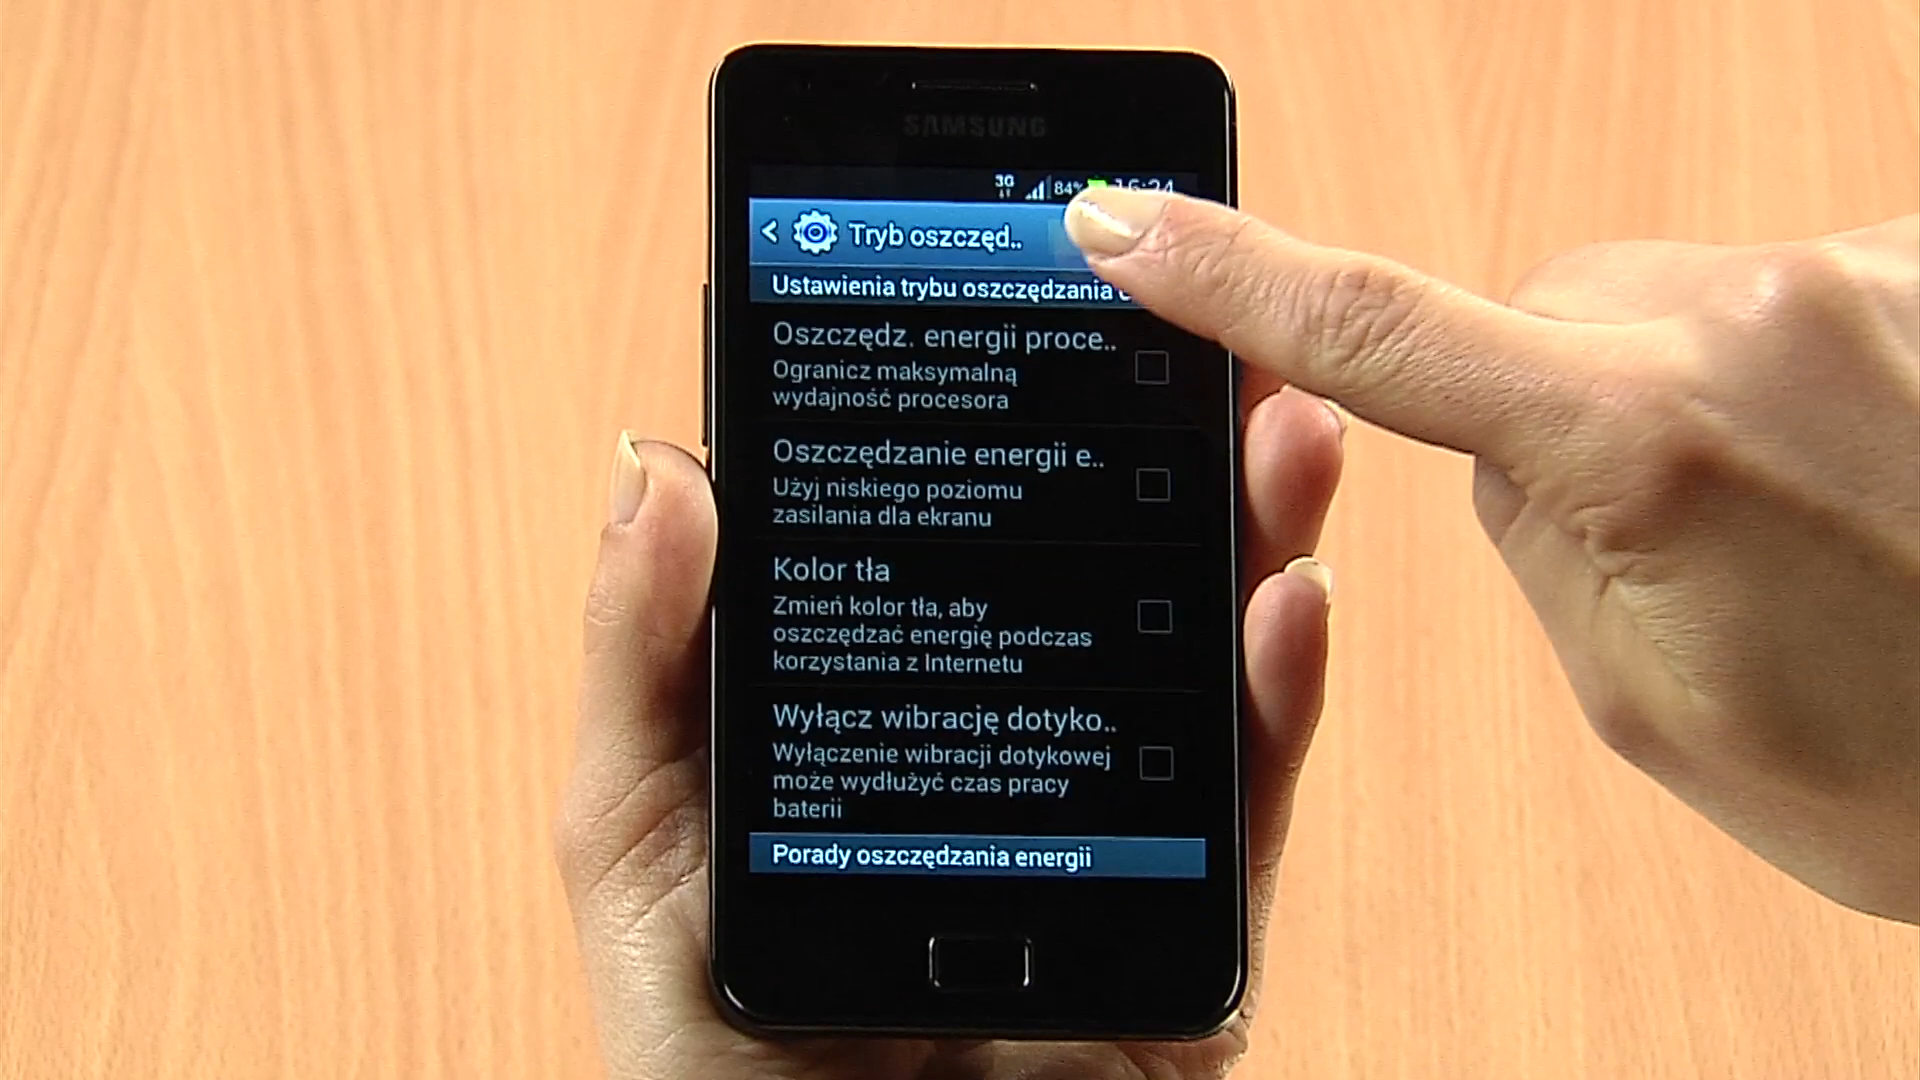 SAMSUNG
3G 84% 16:24
< Tryb oszczęd..
Ustawienia trybu oszczędzania
Oszczędz. energii proce..
Ogranicz maksymalną
wydajność procesora
Oszczędzanie energii e..
Użyj niskiego poziomu
zasilania dla ekranu
Kolor tła
Zmień kolor tła, aby
oszczędzać energię podczas
korzystania z Internetu
Wyłącz wibrację dotyko..
Wyłączenie wibracji dotykowej
może wydłużyć czas pracy
baterii
Porady oszczędzania energii